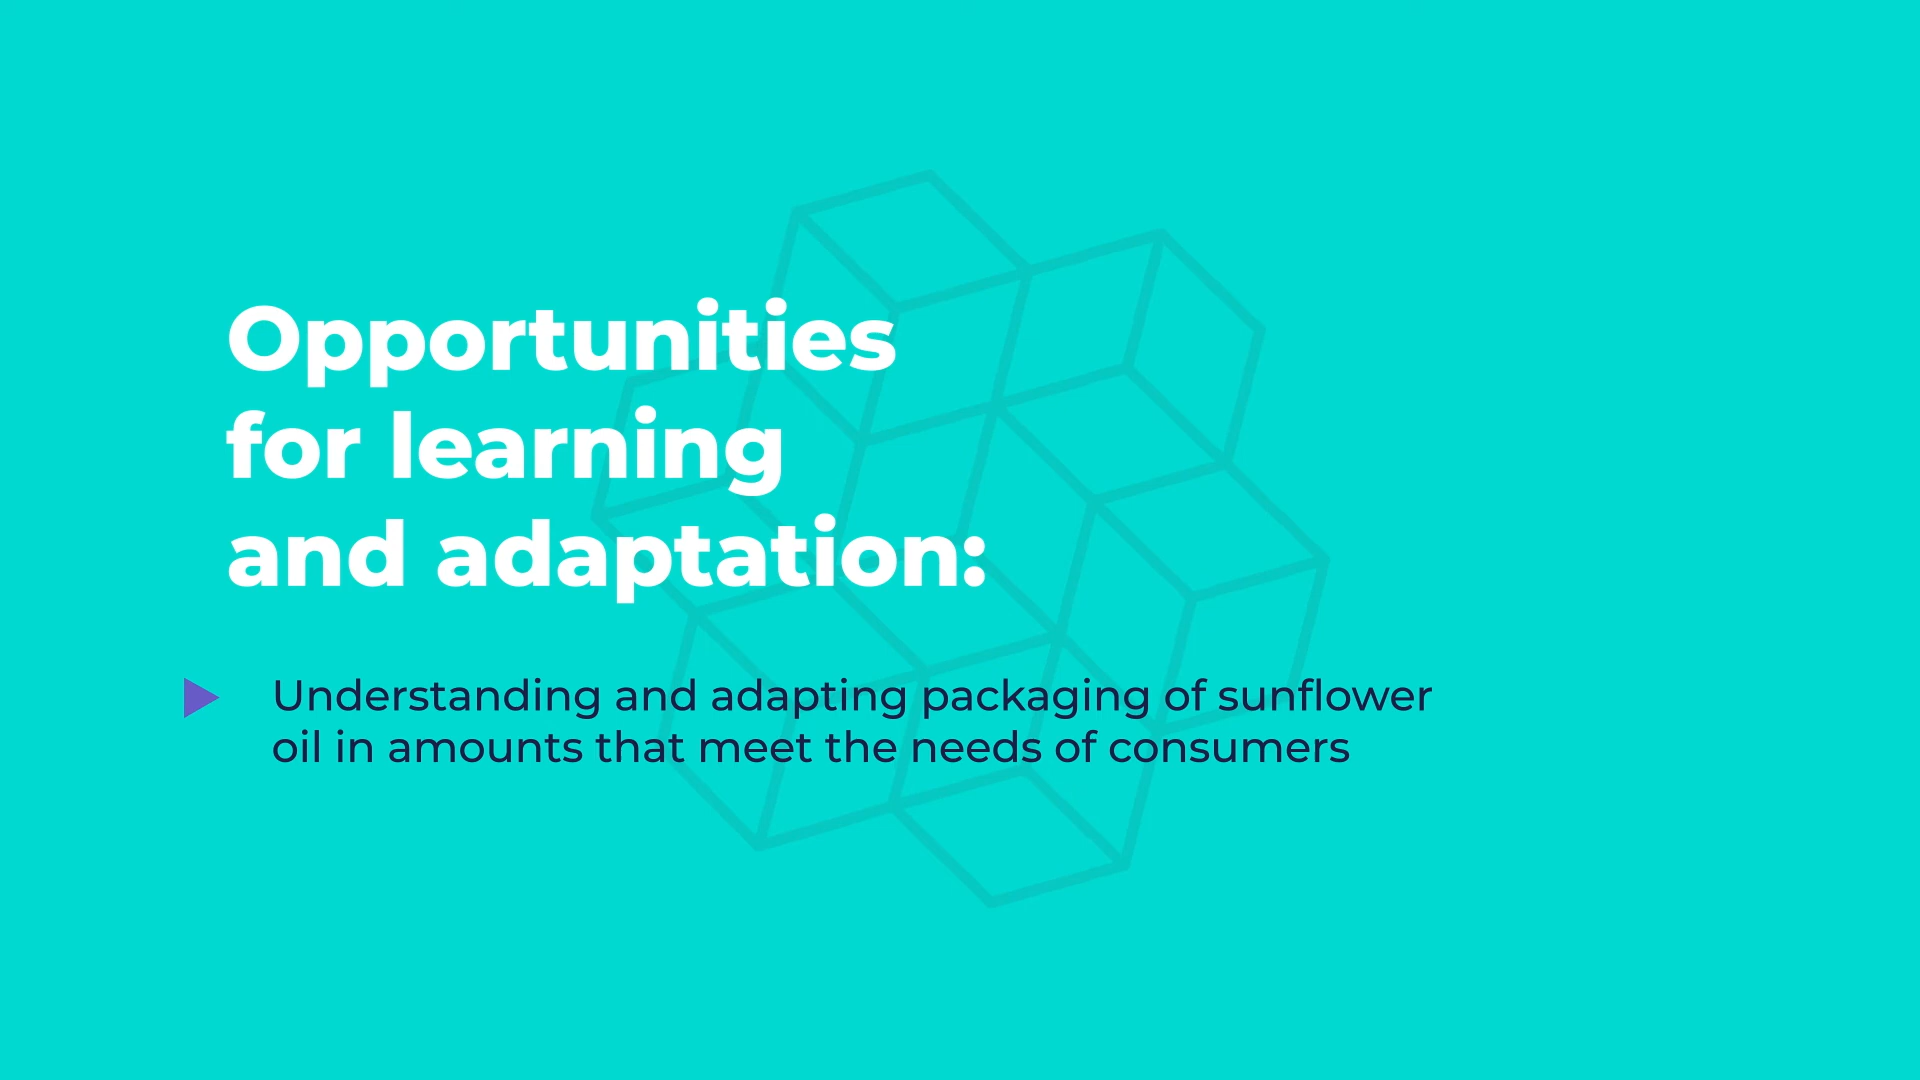 Opportunities
for learning
and adaptation:
Understanding and adapting packaging of sunflower
oil in amounts that meet the needs of consumers